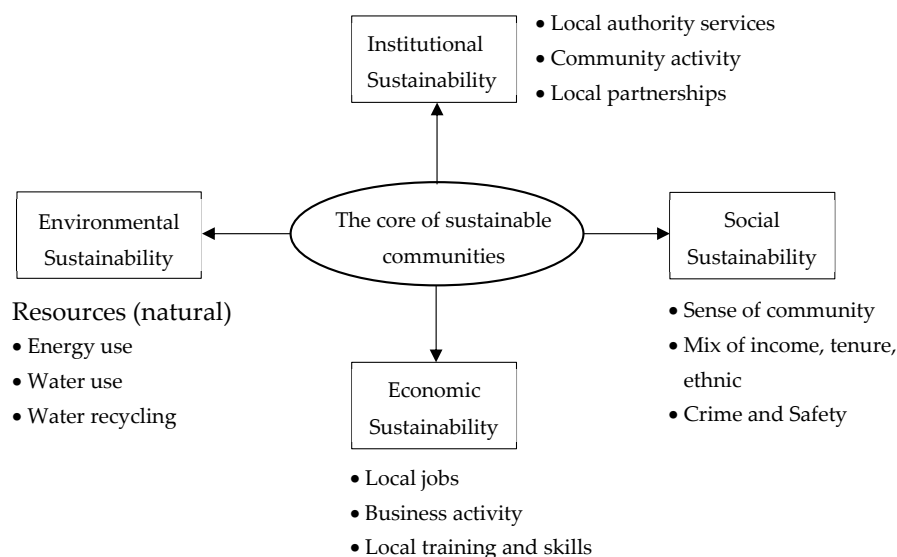 Institutional
Sustainability
• Local authority services
• Community activity
• Local partnerships
Environmental
Sustainability
The core of sustainable
communities
Social
Sustainability
Resources (natural)
• Energy use
• Water use
• Water recycling
Economic
Sustainability
• Sense of community
• Mix of income, tenure,
ethnic
• Crime and Safety
• Local jobs
• Business activity
• Local training and skills